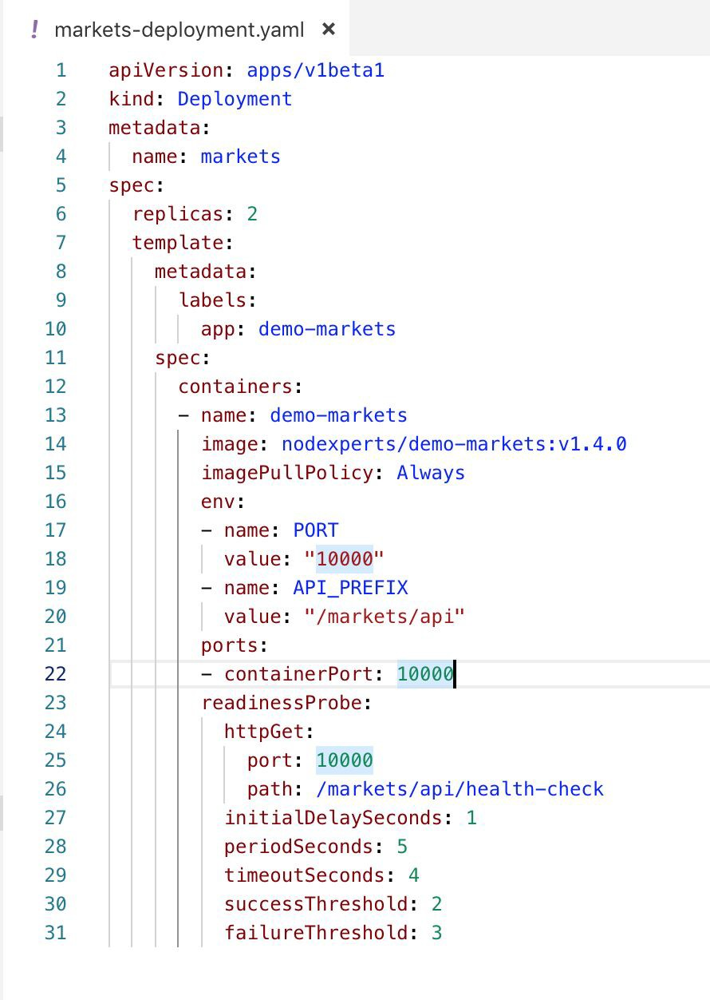 ! markets-deployment.yaml ×
1 apiVersion: apps/v1beta1
2 kind: Deployment
3 metadata:
4   name: markets
5 spec:
6   replicas: 2
7   template:
8     metadata:
9       labels:
10         app: demo-markets
11     spec:
12       containers:
13       - name: demo-markets
14         image: nodexperts/demo-markets:v1.4.0
15         imagePullPolicy: Always
16         env:
17         - name: PORT
18           value: "10000"
19         - name: API_PREFIX
20           value: "/markets/api"
21         ports:
22         - containerPort: 10000
23         readinessProbe:
24           httpGet:
25             port: 10000
26             path: /markets/api/health-check
27           initialDelaySeconds: 1
28           periodSeconds: 5
29           timeoutSeconds: 4
30           successThreshold: 2
31           failureThreshold: 3